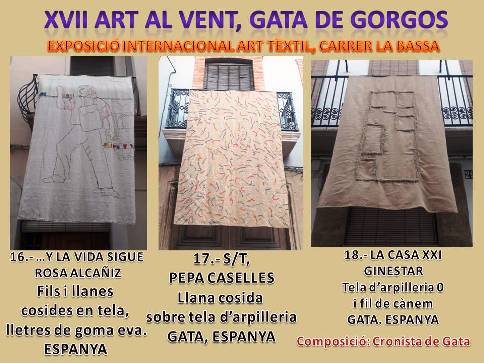 XVII ART AL VENT, GATA DE GORGOS
EXPOSICIÓ INTERNACIONAL ART TÈXTIL, CARRER LA BASSA
16.- ...Y LA VIDA SIGUE
ROSA ALCAÑIZ
Fils i llanes
cosides en tela,
lletres de goma eva.
ESPANYA
17.- S/T,
PEPA CASELLES
Llana cosida
sobre tela d'arpilleria
GATA, ESPANYA
18.- LA CASA XXI
GINESTAR
Tela d'arpilleria 0
i fil de cànem
GATA. ESPANYA
Composició: Cronista de Gata